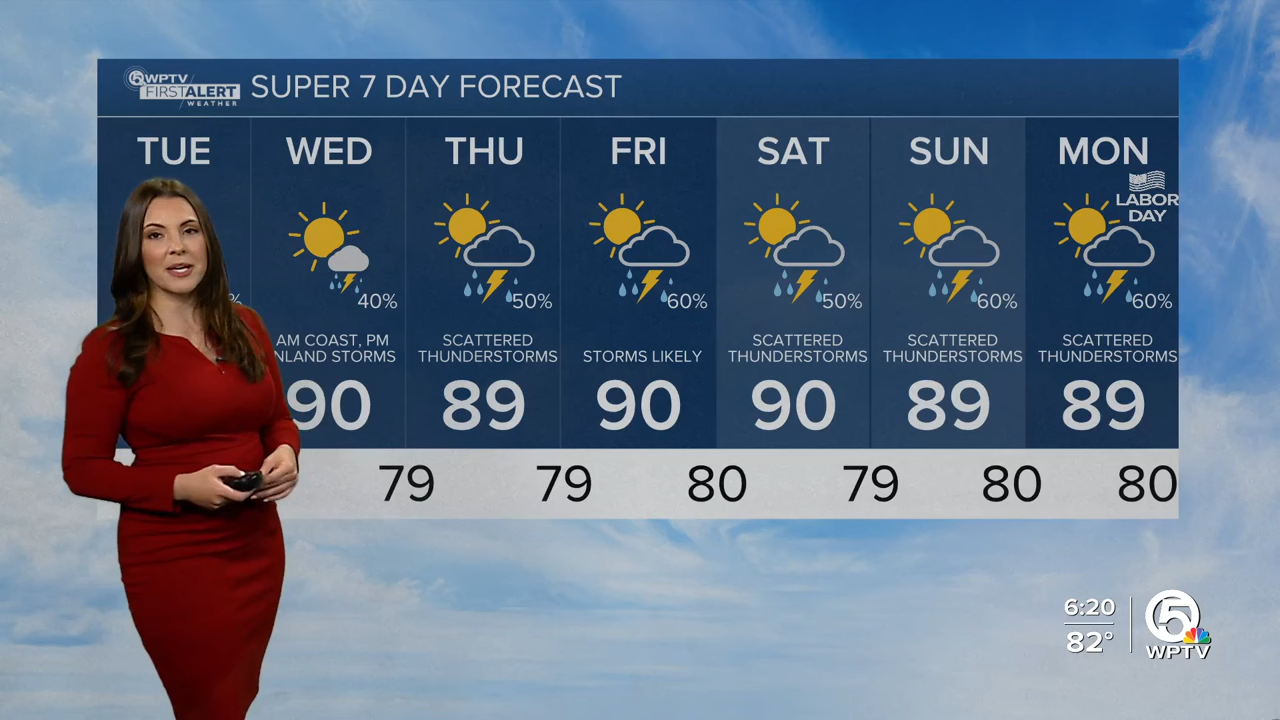 5 WPTV
FIRST ALERT
WEATHER
SUPER 7 DAY FORECAST
TUE
WED
THU
FRI
SAT
SUN
MON
LABOR
DAY
%
40%
50%
60%
50%
60%
60%
AM COAST, PM
NLAND STORMS
SCATTERED
THUNDERSTORMS
STORMS LIKELY
SCATTERED
THUNDERSTORMS
SCATTERED
THUNDERSTORMS
SCATTERED
THUNDERSTORMS
90
89
90
90
89
89
79
79
80
79
80
80
6:20
82°
5
WPTV